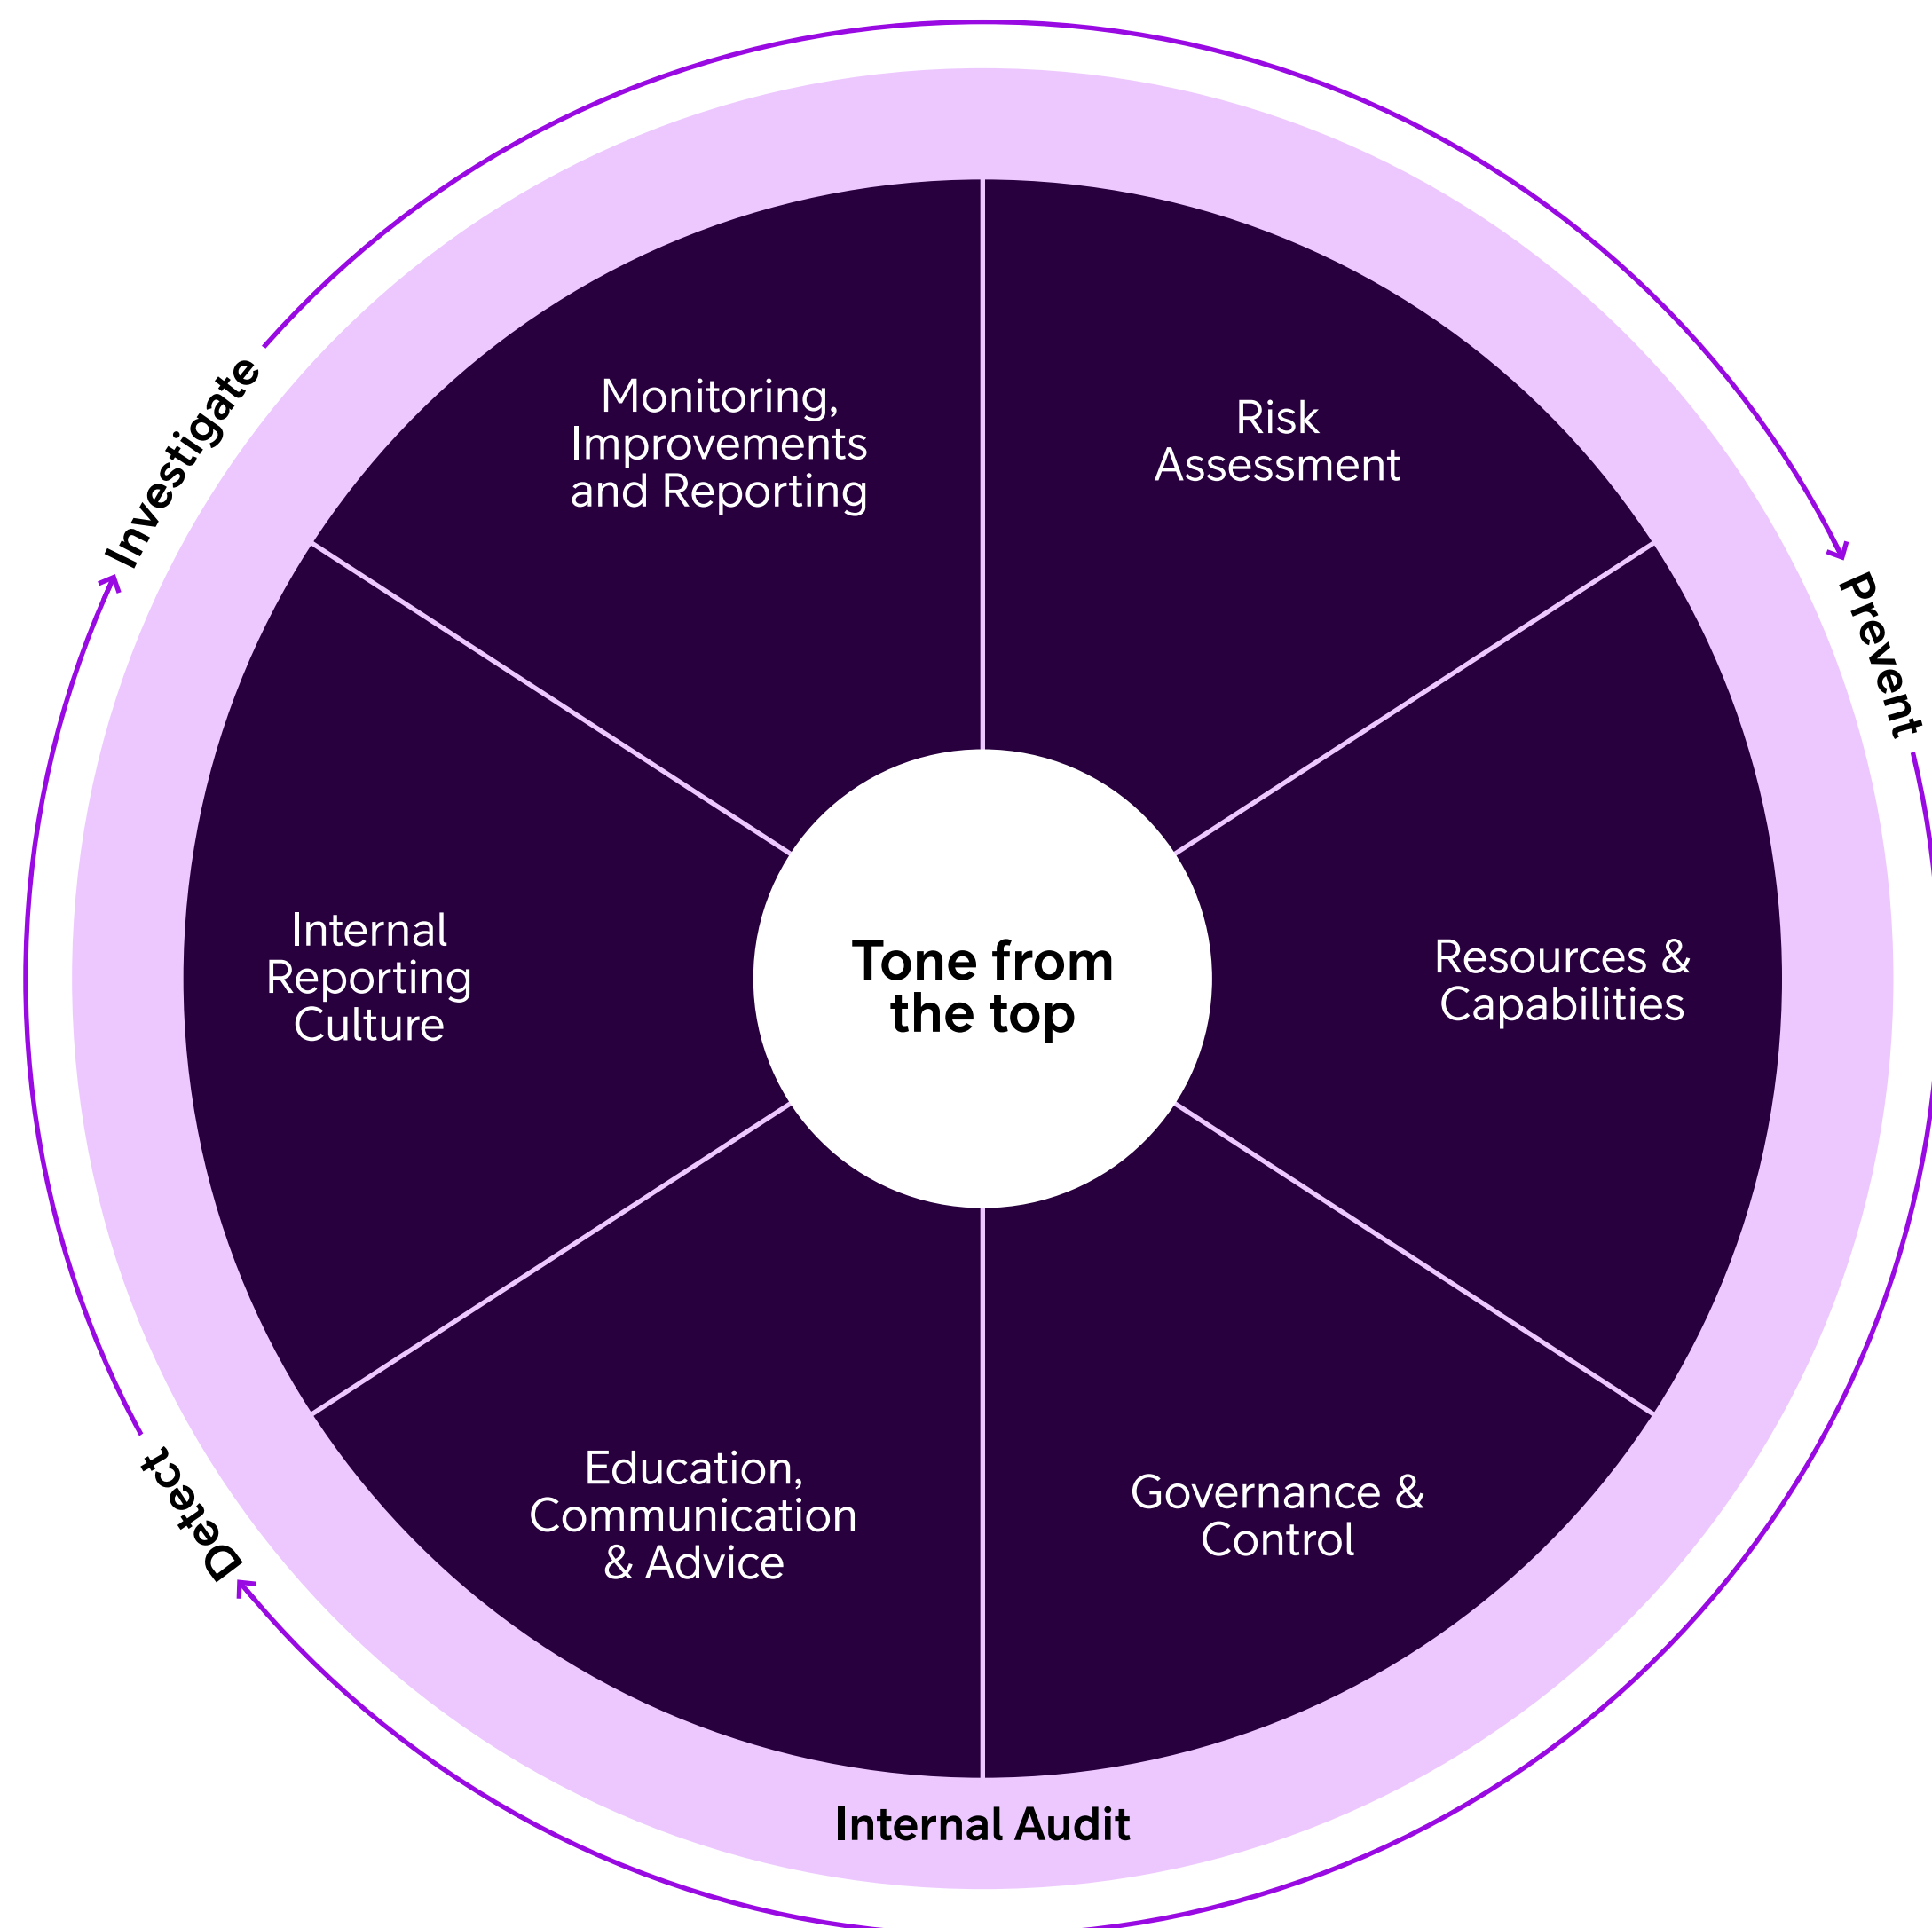 Investigate
Prevent
Detect
Monitoring,
Improvements
and Reporting
Risk
Assessment
Internal
Reporting
Culture
Tone from
the top
Resources &
Capabilities
Education,
Communication
& Advice
Governance &
Control
Internal Audit